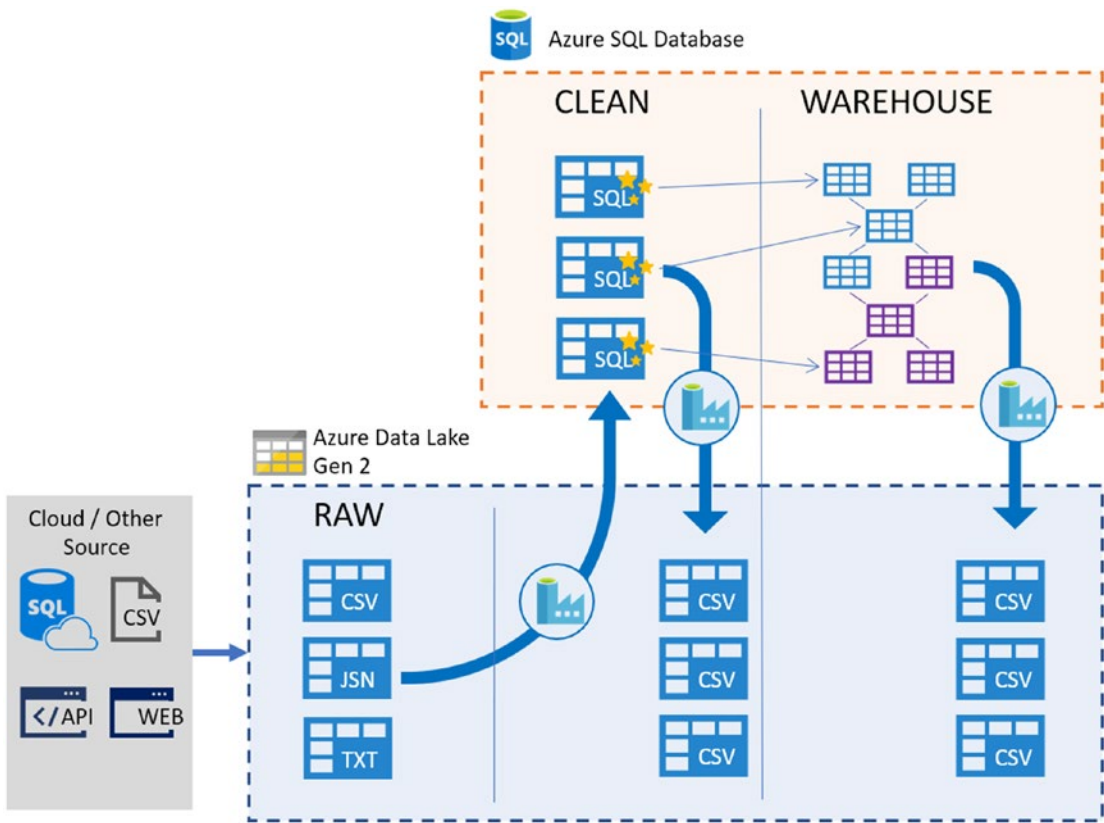 SQL
Azure SQL Database
CLEAN
WAREHOUSE
SQL
SQL
SQL
Azure Data Lake
Gen 2
Cloud / Other
Source
SQL
CSV
</API
WEB
RAW
CSV
JSN
TXT
CSV
CSV
CSV
CSV
CSV
CSV